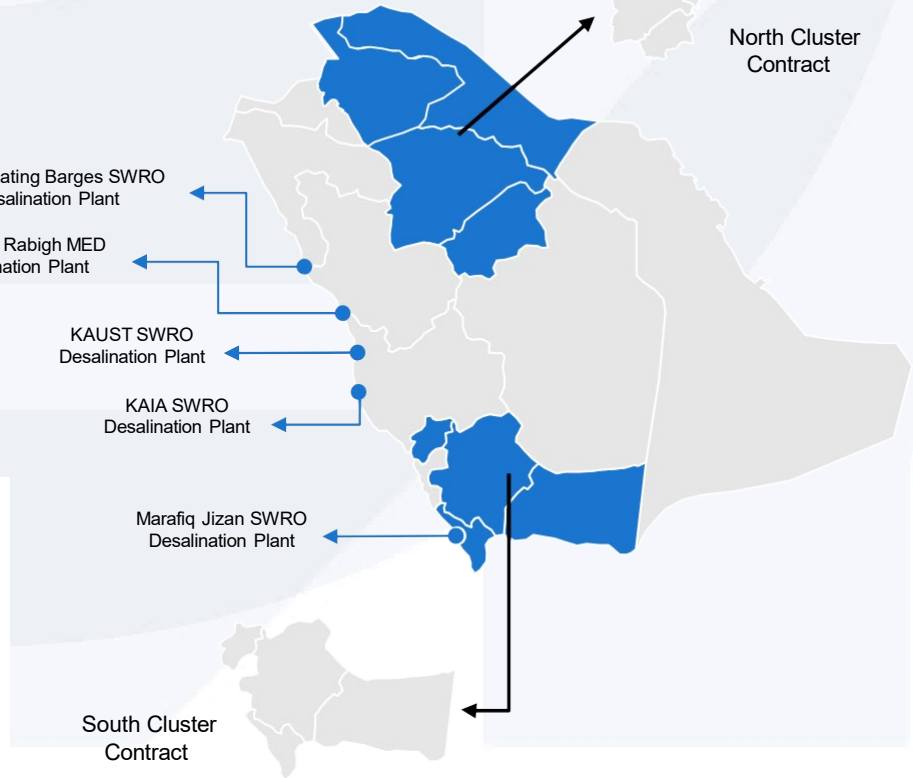 North Cluster
Contract
ating Barges SWRO
salination Plant
Rabigh MED
nation Plant
KAUST SWRO
Desalination Plant
KAIA SWRO
Desalination Plant
Marafiq Jizan SWRO
Desalination Plant
South Cluster
Contract